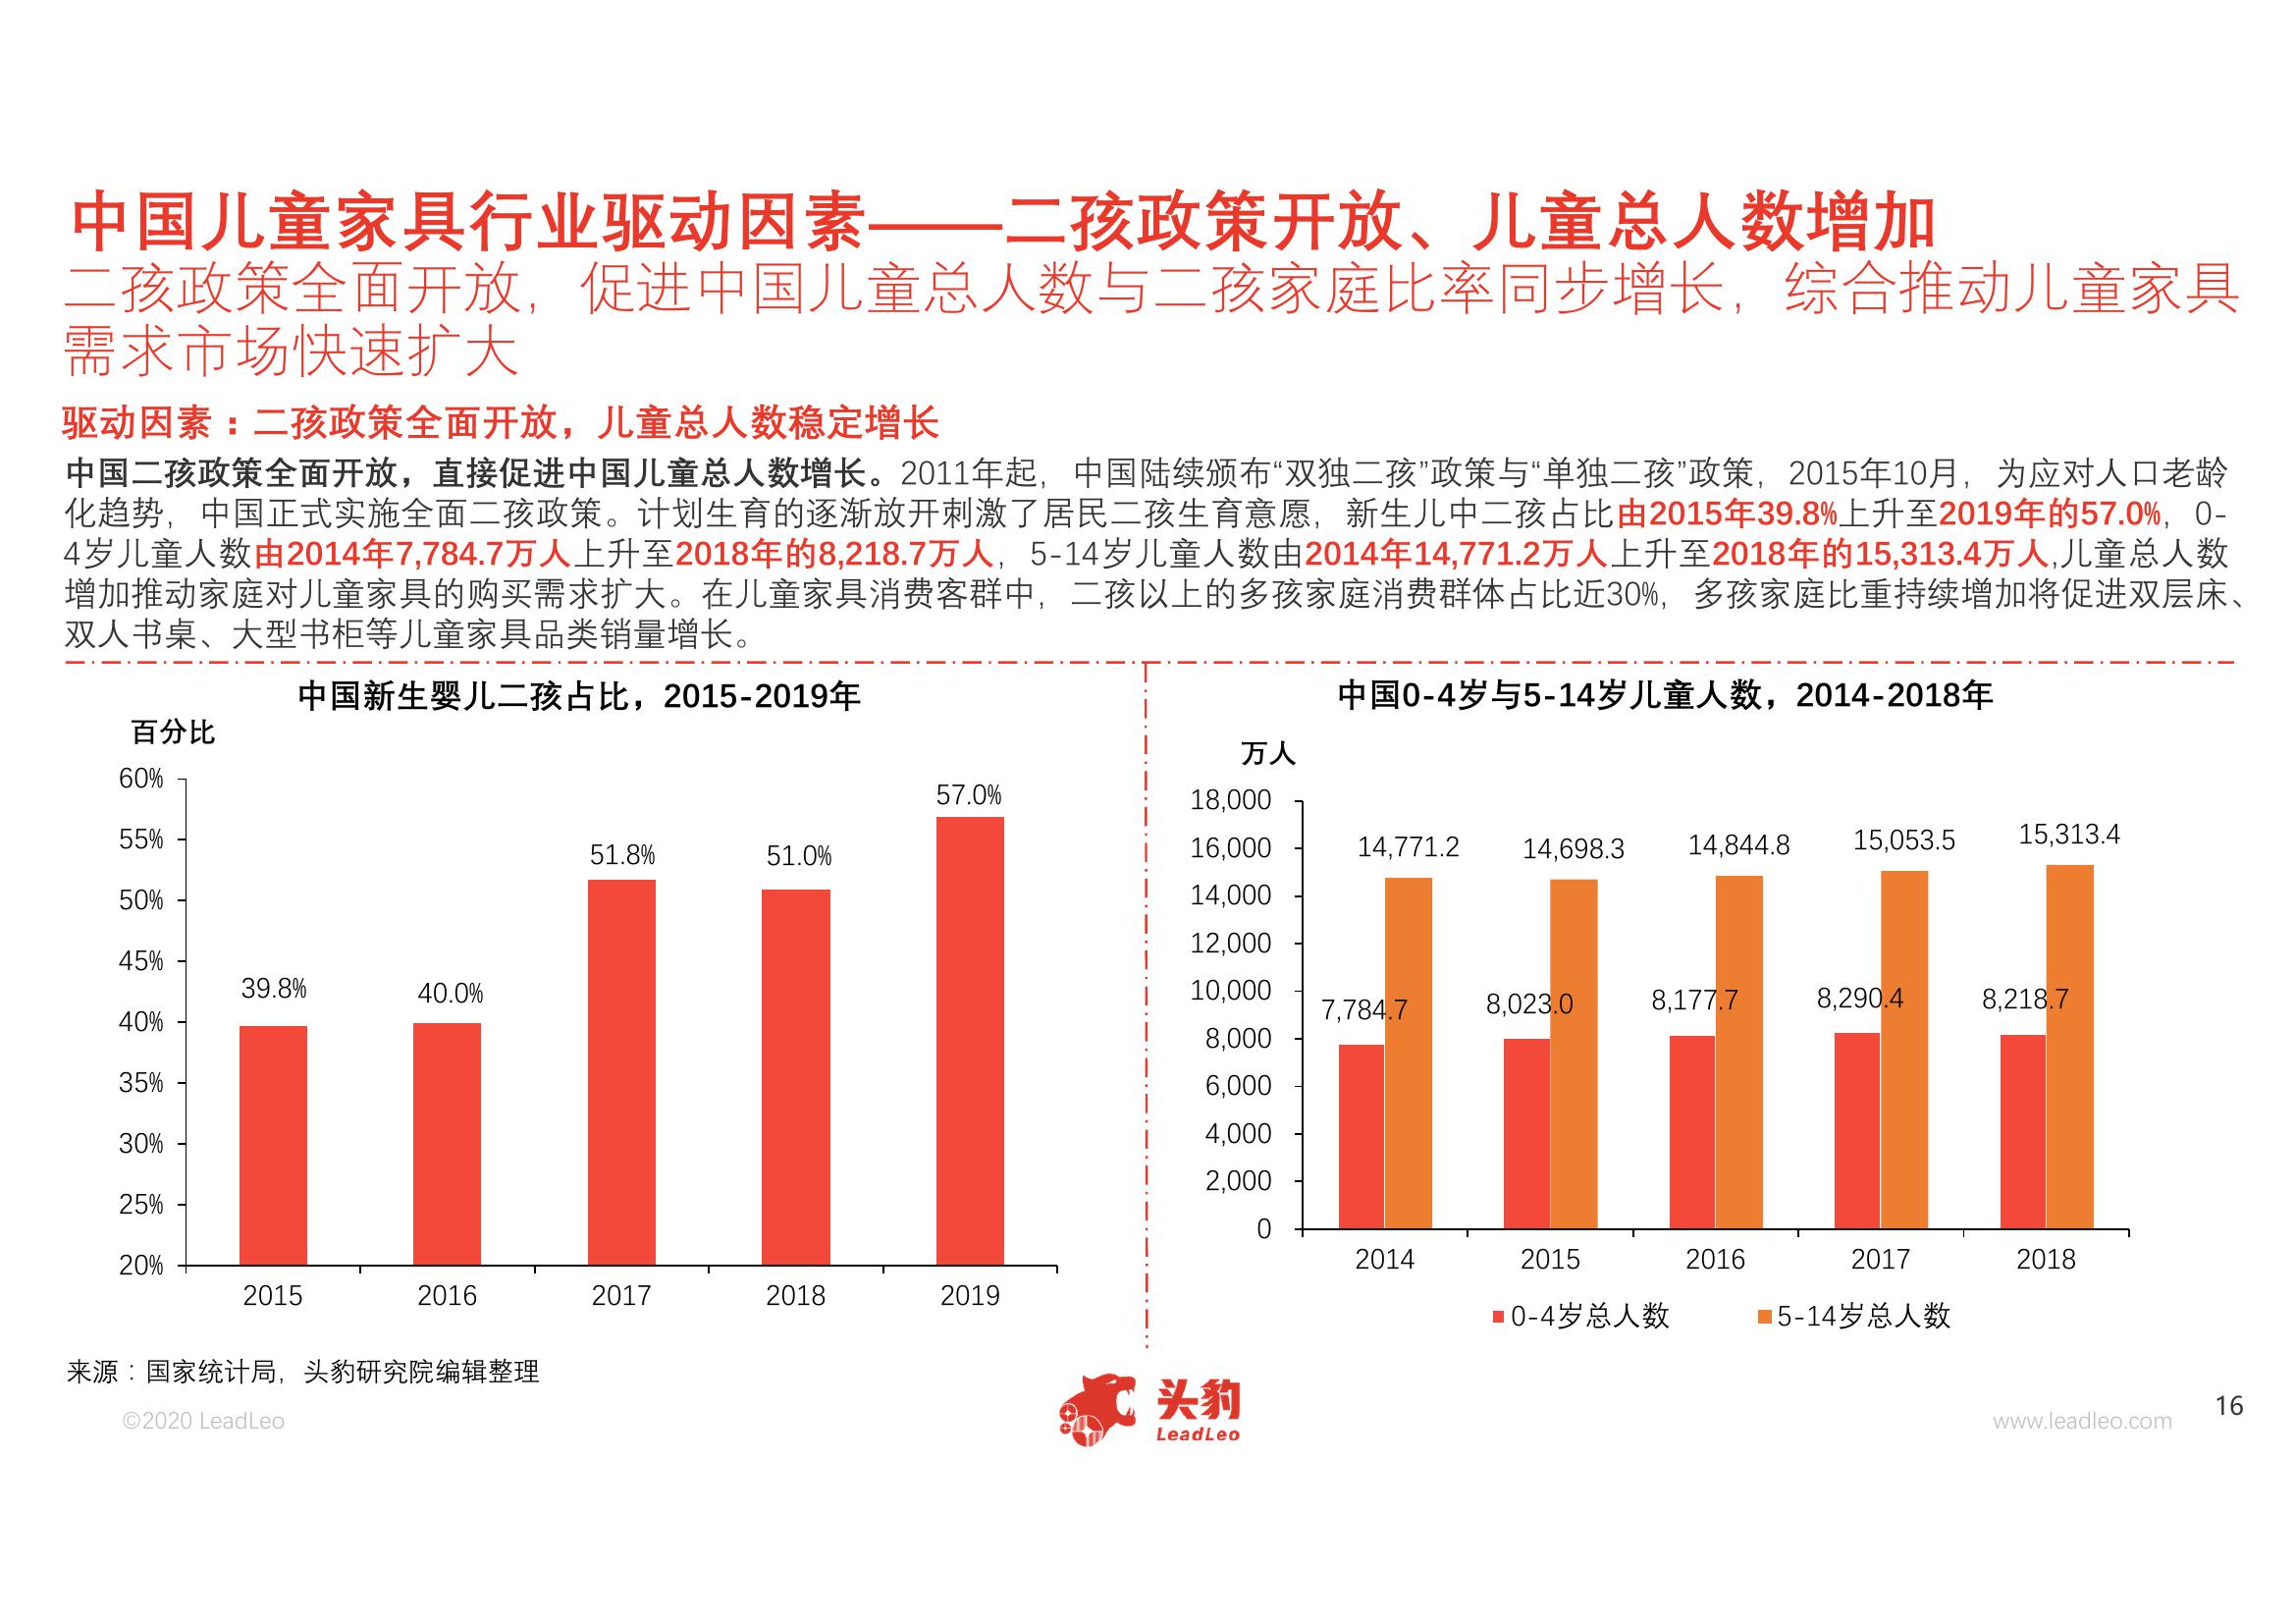 中国儿童家具行业驱动因素——二孩政策开放、儿童总人数增加
二孩政策全面开放，促进中国儿童总人数与二孩家庭比率同步增长，综合推动儿童家具
需求市场快速扩大
驱动因素：二孩政策全面开放，儿童总人数稳定增长
中国二孩政策全面开放，直接促进中国儿童总人数增长。2011年起，中国陆续颁布“双独二孩”政策与“单独二孩”政策，2015年10月，为应对人口老龄
化趋势，中国正式实施全面二孩政策。计划生育的逐渐放开刺激了居民二孩生育意愿，新生儿中二孩占比由2015年39.8%上升至2019年的57.0%，0-
4岁儿童人数由2014年7,784.7万人上升至2018年的8,218.7万人，5-14岁儿童人数由2014年14,771.2万人上升至2018年的15,313.4万人,儿童总人数
增加推动家庭对儿童家具的购买需求扩大。在儿童家具消费客群中，二孩以上的多孩家庭消费群体占比近30%，多孩家庭比重持续增加将促进双层床、
双人书桌、大型书柜等儿童家具品类销量增长。
中国新生婴儿二孩占比，2015-2019年
百分比
60%
55%
50%
45%
40%
35%
30%
25%
20%
39.8%
40.0%
51.8%
51.0%
57.0%
2015
2016
2017
2018
2019
中国0-4岁与5-14岁儿童人数，2014-2018年
万人
18,000
16,000
14,000
12,000
10,000
8,000
6,000
4,000
2,000
0
14,771.2
14,698.3
14,844.8
15,053.5
15,313.4
7,784.7
8,023.0
8,177.7
8,290.4
8,218.7
2014
2015
2016
2017
2018
0-4岁总人数
5-14岁总人数
来源：国家统计局，头豹研究院编辑整理
©2020 LeadLeo
头豹
LeadLeo
www.leadleo.com
16